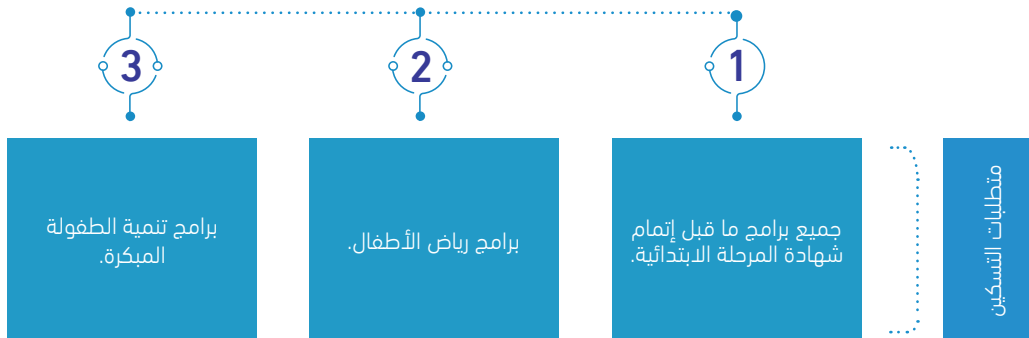 متطلبات التسكين
1
جميع برامج ما قبل إتمام
شهادة المرحلة الابتدائية.
2
برامج رياض الأطفال.
3
برامج تنمية الطفولة
المبكرة.